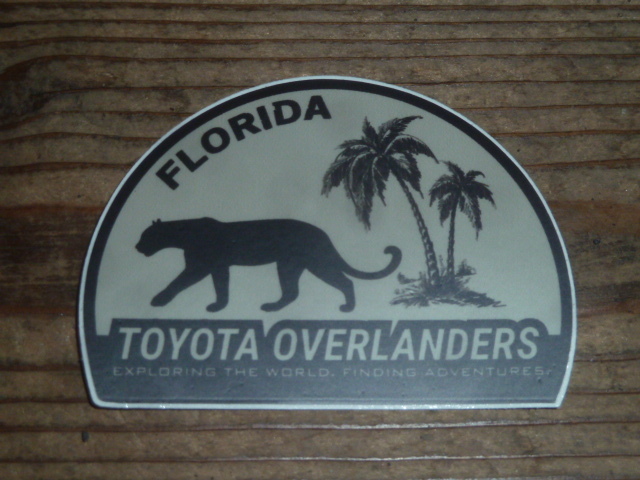 FLORIDA
TOYOTA OVERLANDERS
EXPLORING THE WORLD. FINDING ADVENTURES.